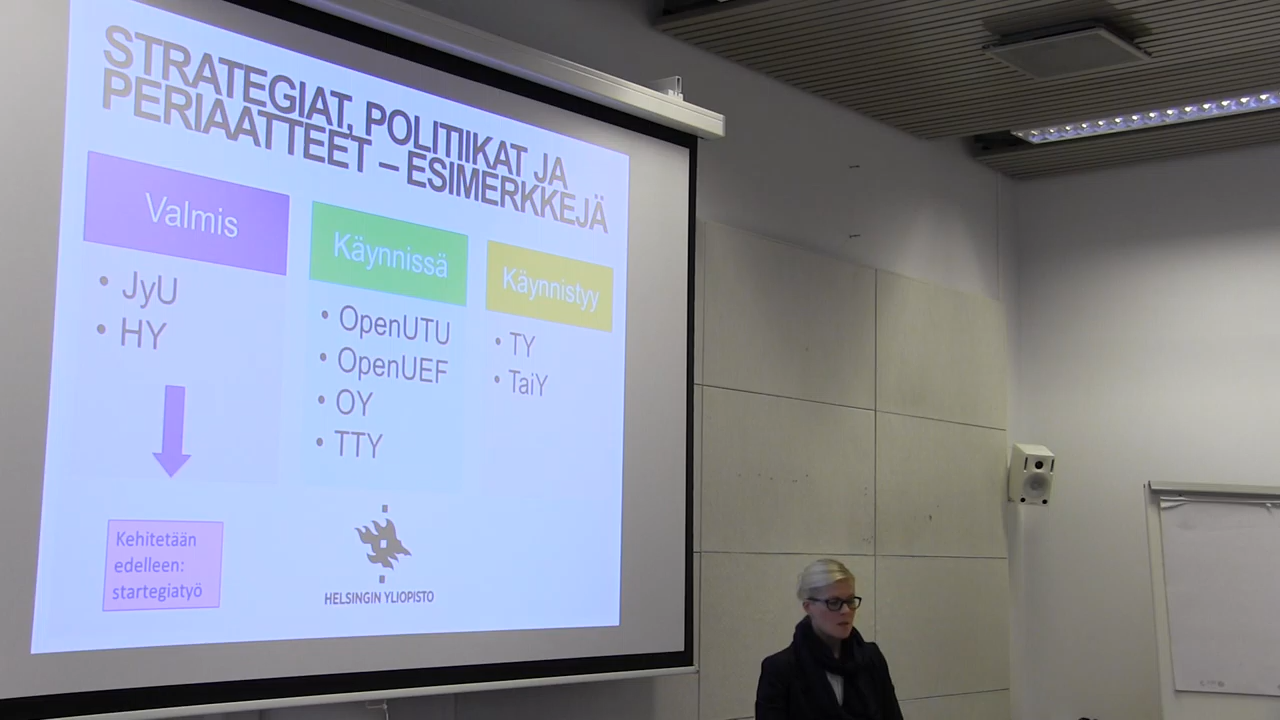 STRATEGIAT, POLITIIKAT JA
PERIAATTEET – ESIMERKKEJÄ
Valmis
• JyU
• HY
Kehitetään
edelleen:
startegiatyö
Käynnissä
• OpenUTU
• OpenUEF
• OY
• TTY
Käynnistyy
• TY
• TaiY
HELSINGIN YLIOPISTO